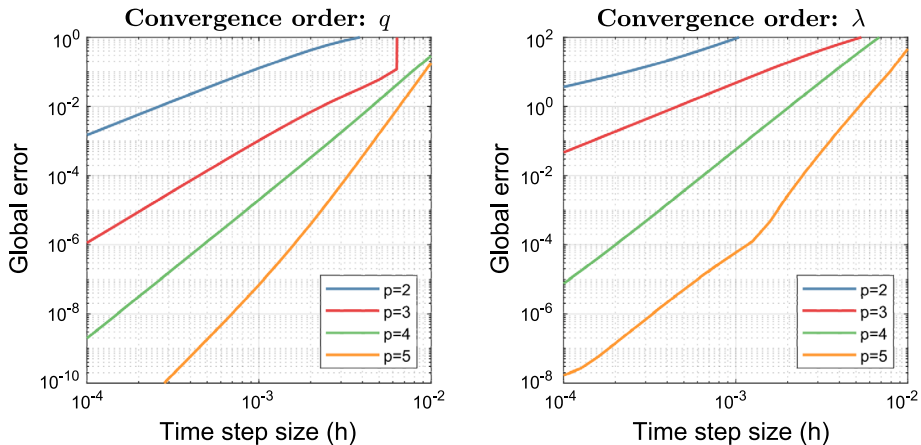 Convergence order: q
Global error
10^0
10^-2
10^-4
10^-6
10^-8
10^-10
10^-4
10^-3
10^-2
Time step size (h)
p=2
p=3
p=4
p=5
Convergence order: λ
Global error
10^2
10^0
10^-2
10^-4
10^-6
10^-8
10^-4
10^-3
10^-2
Time step size (h)
p=2
p=3
p=4
p=5